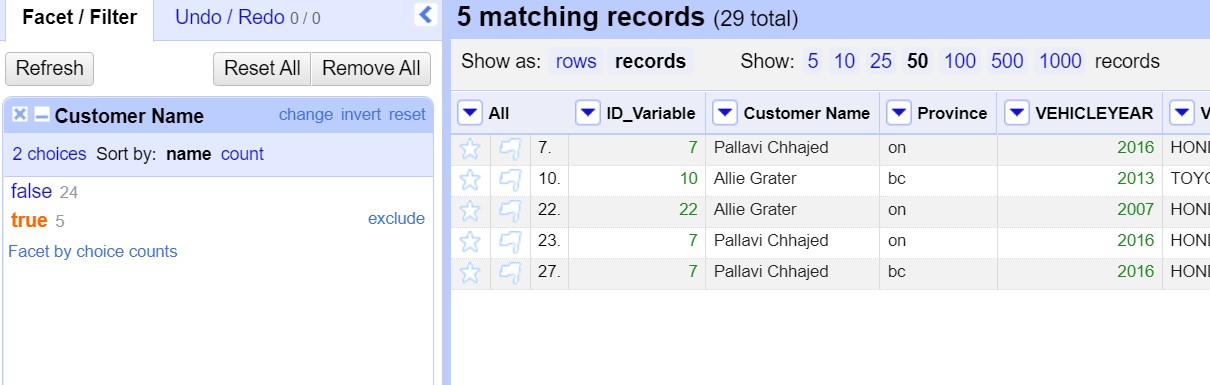 Facet / Filter Undo / Redo 0 / 0
Refresh Reset All Remove All
Customer Name change invert reset
2 choices Sort by: name count
false 24
true 5 exclude
Facet by choice counts
5 matching records (29 total)
Show as: rows records Show: 5 10 25 50 100 500 1000 records
All ID_Variable Customer Name Province VEHICLEYEAR V
7. 7 Pallavi Chhajed on 2016 HON
10. 10 Allie Grater bc 2013 TOYO
22. 22 Allie Grater on 2007 HON
23. 7 Pallavi Chhajed on 2016 HON
27. 7 Pallavi Chhajed bc 2016 HON